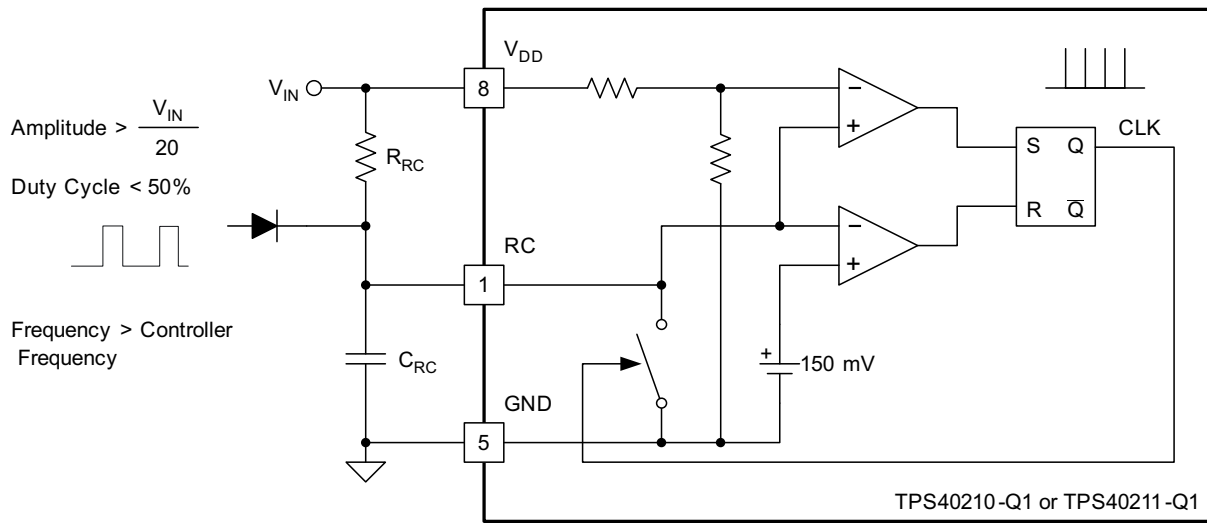 V_DD
V_IN
8
Amplitude > V_IN / 20
R_RC
− +
S Q
R Q̅
CLK
Duty Cycle < 50%
RC
1
− +
Frequency > Controller
Frequency
C_RC
+
150 mV
GND
5
TPS40210-Q1 or TPS40211-Q1